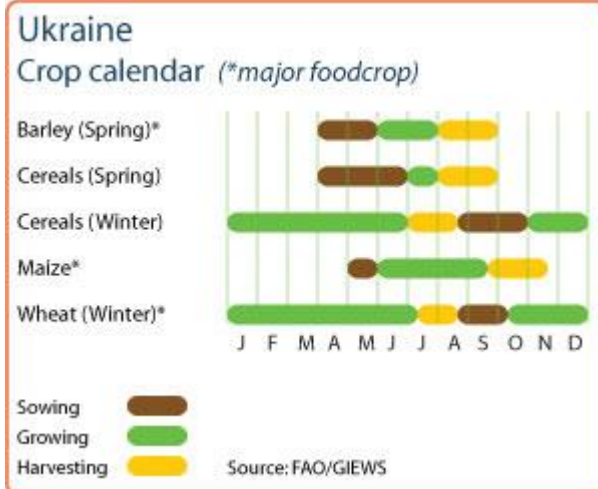 Ukraine
Crop calendar (*major foodcrop)
Barley (Spring)*
Cereals (Spring)
Cereals (Winter)
Maize*
Wheat (Winter)*
J F M A M J J A S O N D
Sowing
Growing
Harvesting
Source: FAO/GIEWS